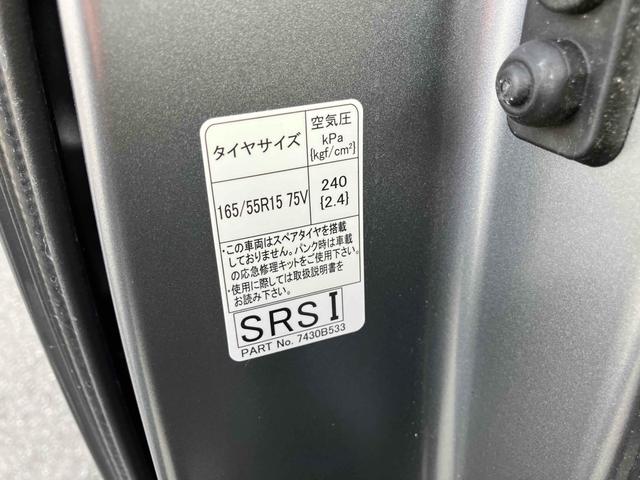 タイヤサイズ
空気圧
kPa
{kgf/cm²}
165/55R15 75V
240
{2.4}
・この車両はスペアタイヤを搭載
しておりません。パンク時は車載
の応急修理キットをご使用下さい。
・使用に際しては取扱説明書を
お読み下さい。
SRS I
PART No. 7430B533